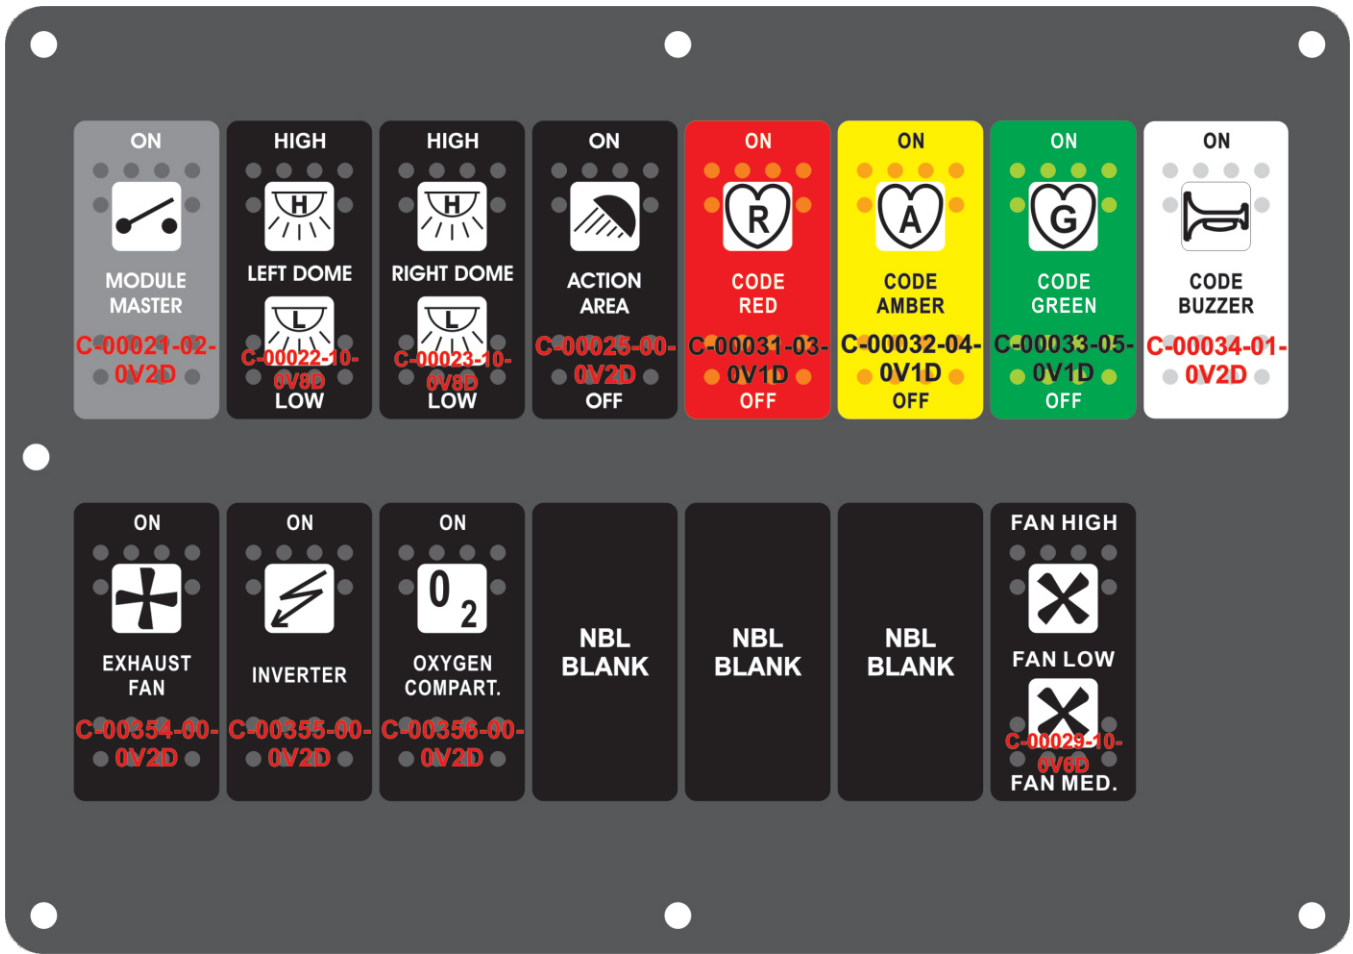 ON
MODULE
MASTER
C-00021-02-
0V2D
HIGH
H
LEFT DOME
L
C-00022-10-
0V8D
LOW
HIGH
H
RIGHT DOME
L
C-00023-10-
0V8D
LOW
ON
ACTION
AREA
C-00025-00-
0V2D
OFF
ON
R
CODE
RED
C-00031-03-
0V1D
OFF
ON
A
CODE
AMBER
C-00032-04-
0V1D
OFF
ON
G
CODE
GREEN
C-00033-05-
0V1D
OFF
ON
CODE
BUZZER
C-00034-01-
0V2D
ON
EXHAUST
FAN
C-00354-00-
0V2D
ON
INVERTER
C-00355-00-
0V2D
ON
0 2
OXYGEN
COMPART.
C-00356-00-
0V2D
NBL
BLANK
NBL
BLANK
NBL
BLANK
FAN HIGH
FAN LOW
C-00029-10-
0V6D
FAN MED.